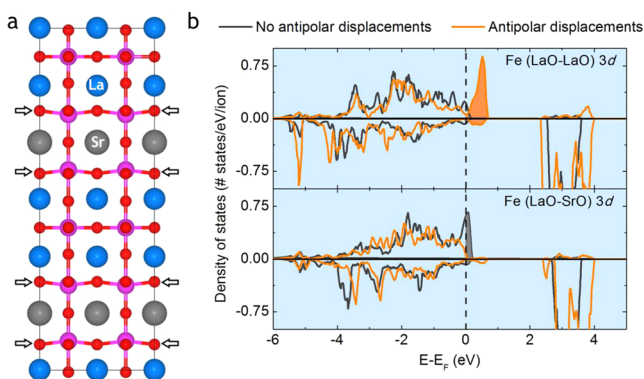 a
La
Sr
b
No antipolar displacements
Antipolar displacements
Density of states (# states/eV/ion)
Fe (LaO-LaO) 3d
0.75
0.00
-0.75
Fe (LaO-SrO) 3d
0.75
0.00
-0.75
-6 -4 -2 0 2 4
E-EF (eV)